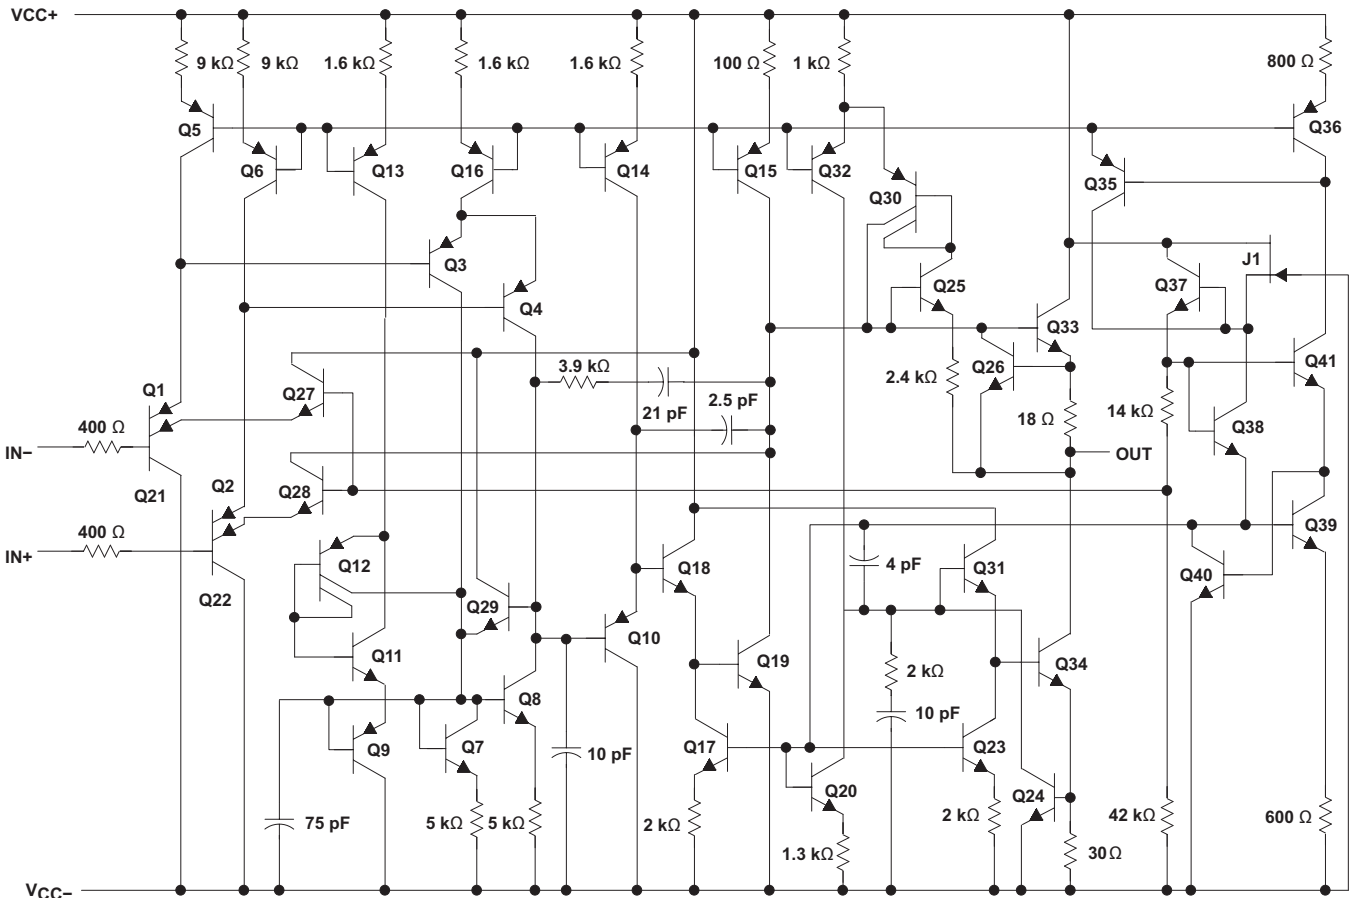 VCC+
9 kΩ
9 kΩ
1.6 kΩ
1.6 kΩ
1.6 kΩ
100 Ω
1 kΩ
800 Ω
Q5
Q6
Q13
Q16
Q14
Q15
Q32
Q30
Q35
Q36
Q3
Q4
Q25
Q33
Q37
J1
Q26
Q41
Q1
Q27
3.9 kΩ
21 pF
2.5 pF
2.4 kΩ
18 Ω
14 kΩ
Q38
400 Ω
IN−
OUT
Q21
Q2
Q28
400 Ω
IN+
Q22
Q12
Q29
Q18
4 pF
Q31
Q40
Q39
Q11
Q10
Q19
Q34
2 kΩ
10 pF
Q8
Q9
Q7
10 pF
Q17
Q20
Q23
Q24
75 pF
5 kΩ
5 kΩ
2 kΩ
1.3 kΩ
2 kΩ
30 Ω
42 kΩ
600 Ω
VCC−